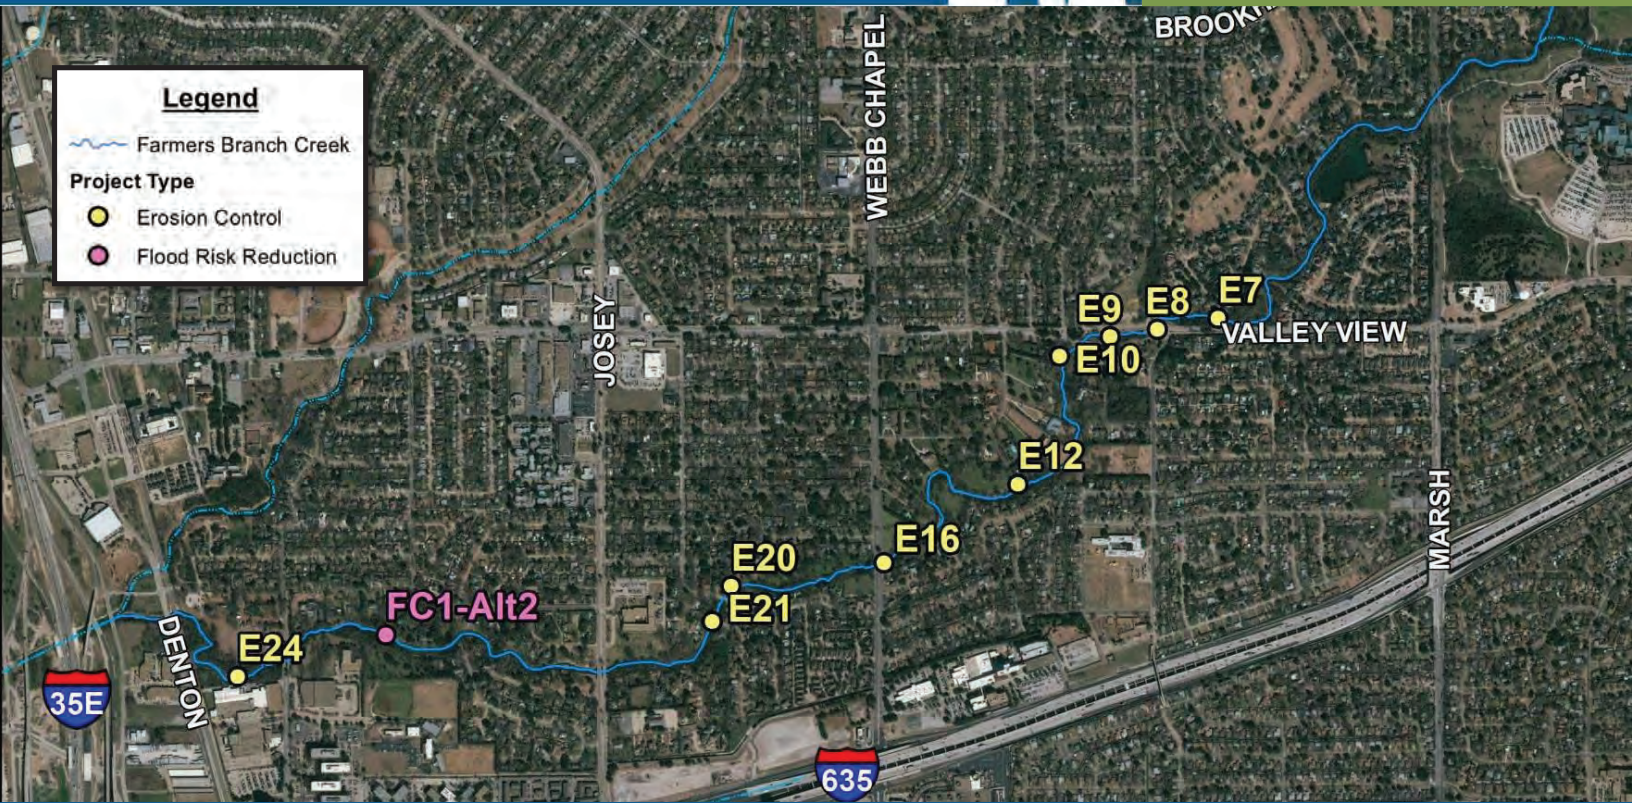 WEBB CHAPEL
Legend
Farmers Branch Creek
Project Type
Erosion Control
Flood Risk Reduction
JOSEY
E7
E8
E9
VALLEY VIEW
E10
E12
MARSH
E16
E20
E21
FC1-Alt2
E24
DENTON
35E
635